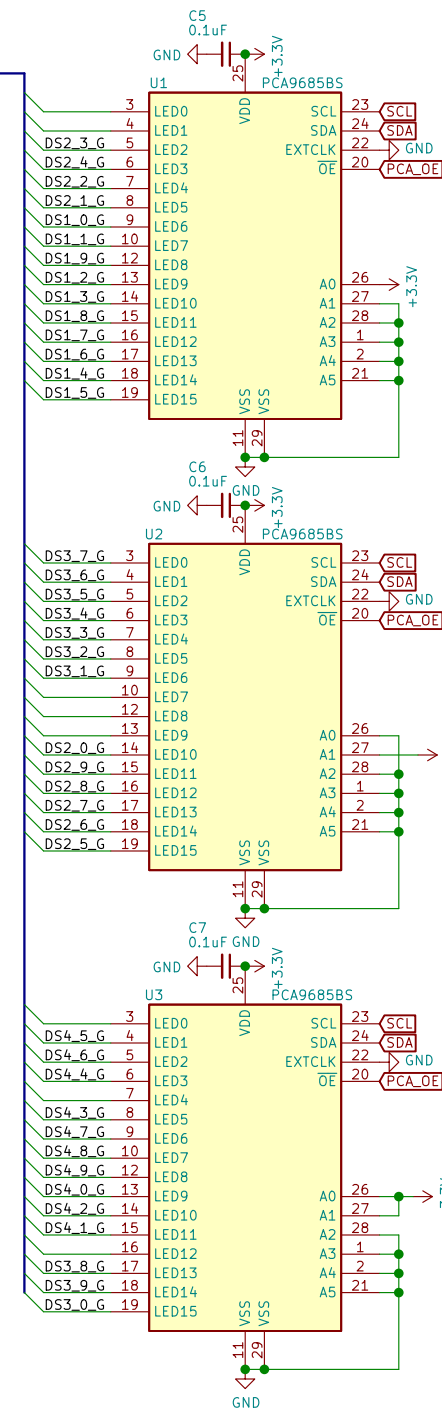 C5
0.1uF
GND
+3.3V
25
U1
PCA9685BS
VDD
3 LED0
SCL 23 SCL
4 LED1
SDA 24 SDA
DS2_3_G 5 LED2
EXTCLK 22 GND
DS2_4_G 6 LED3
OE 20 PCA_OE
DS2_2_G 7 LED4
DS2_1_G 8 LED5
DS1_0_G 9 LED6
DS1_1_G 10 LED7
DS1_9_G 12 LED8
DS1_2_G 13 LED9
A0 26 +3.3V
DS1_3_G 14 LED10
A1 27
DS1_8_G 15 LED11
A2 28
DS1_7_G 16 LED12
A3 1
DS1_6_G 17 LED13
A4 2
DS1_4_G 18 LED14
A5 21
DS1_5_G 19 LED15
VSS VSS
11 29
GND
C6
0.1uF
GND
+3.3V
25
U2
PCA9685BS
VDD
DS3_7_G 3 LED0
SCL 23 SCL
DS3_6_G 4 LED1
SDA 24 SDA
DS3_5_G 5 LED2
EXTCLK 22 GND
DS3_4_G 6 LED3
OE 20 PCA_OE
DS3_3_G 7 LED4
DS3_2_G 8 LED5
DS3_1_G 9 LED6
10 LED7
12 LED8
13 LED9
A0 26
DS2_0_G 14 LED10
A1 27
DS2_9_G 15 LED11
A2 28
DS2_8_G 16 LED12
A3 1
DS2_7_G 17 LED13
A4 2
DS2_6_G 18 LED14
A5 21
DS2_5_G 19 LED15
VSS VSS
11 29
GND
C7
0.1uF
GND
+3.3V
25
U3
PCA9685BS
VDD
3 LED0
SCL 23 SCL
DS4_5_G 4 LED1
SDA 24 SDA
DS4_6_G 5 LED2
EXTCLK 22 GND
DS4_4_G 6 LED3
OE 20 PCA_OE
7 LED4
DS4_3_G 8 LED5
DS4_7_G 9 LED6
DS4_8_G 10 LED7
DS4_9_G 12 LED8
DS4_0_G 13 LED9
A0 26
DS4_2_G 14 LED10
A1 27
DS4_1_G 15 LED11
A2 28
16 LED12
A3 1
DS3_8_G 17 LED13
A4 2
DS3_9_G 18 LED14
A5 21
DS3_0_G 19 LED15
VSS VSS
11 29
GND